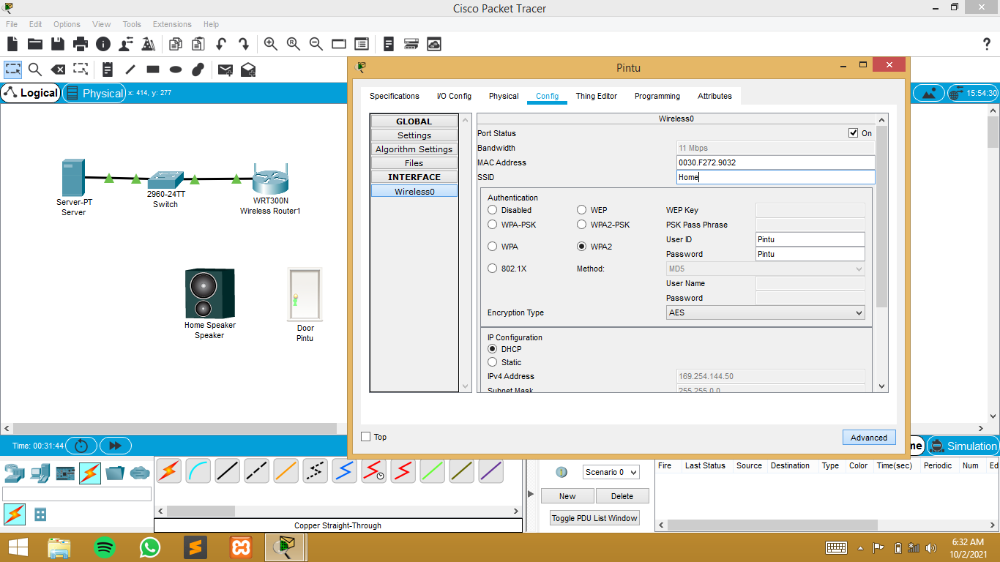 Cisco Packet Tracer
File Edit Options View Tools Extensions Help
Logical
Physical x: 414, y: 277
15:54:30
Server-PT
Server
2960-24TT
Switch
WRT300N
Wireless Router1
Home Speaker
Speaker
Door
Pintu
Pintu
Specifications I/O Config Physical Config Thing Editor Programming Attributes
GLOBAL
Settings
Algorithm Settings
Files
INTERFACE
Wireless0
Wireless0
Port Status On
Bandwidth 11 Mbps
MAC Address 0030.F272.9032
SSID Home
Authentication
Disabled WEP WEP Key
WPA-PSK WPA2-PSK PSK Pass Phrase
User ID Pintu
WPA WPA2
Password Pintu
802.1X Method: MD5
User Name
Password
Encryption Type AES
IP Configuration
DHCP
Static
IPv4 Address 169.254.144.50
Subnet Mask 255.255.0.0
Top Advanced
Time: 00:31:44
me Simulation
Scenario 0
New Delete
Toggle PDU List Window
Fire Last Status Source Destination Type Color Time(sec) Periodic Num Ed
Copper Straight-Through
6:32 AM
10/2/2021